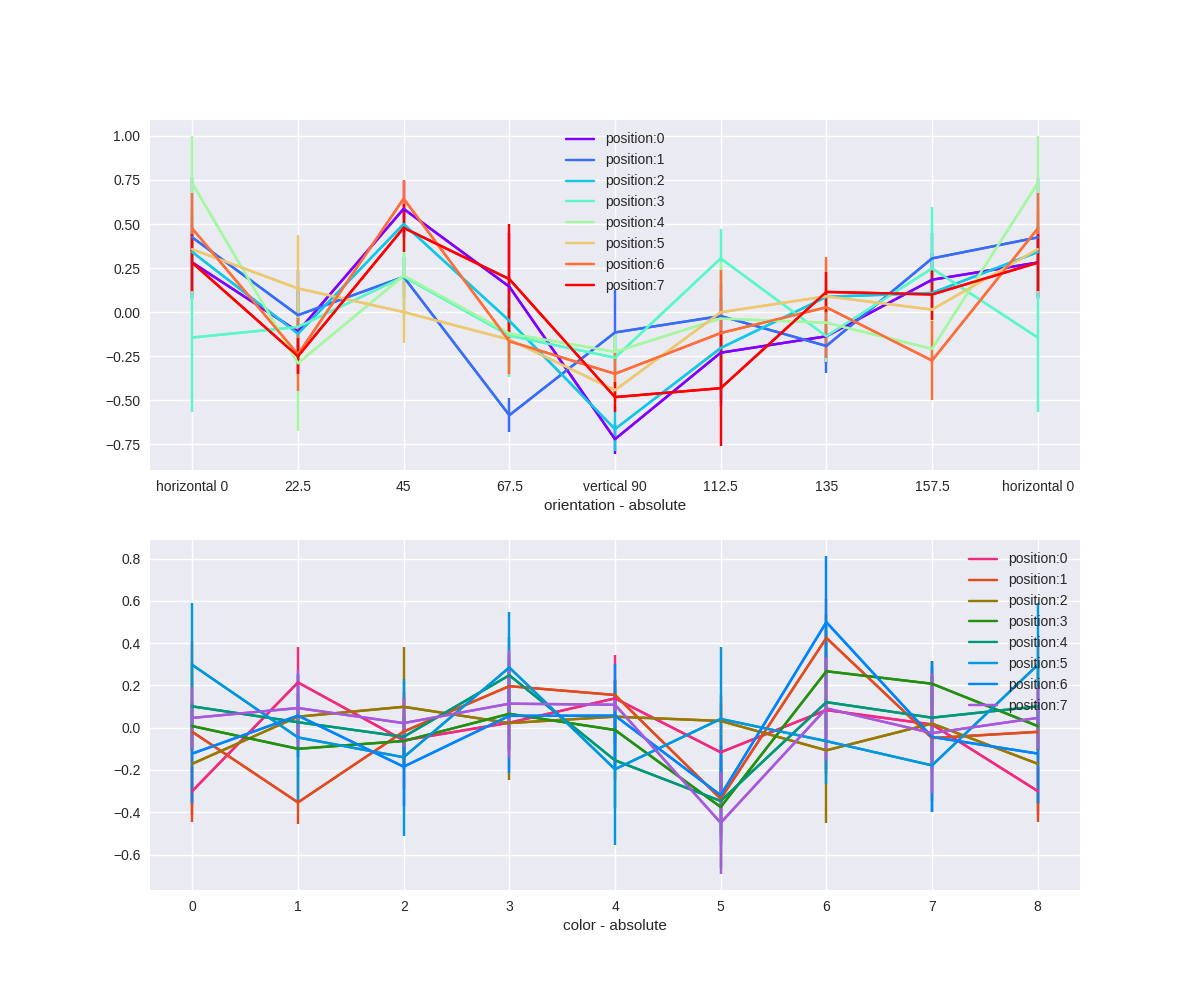 1.00
0.75
0.50
0.25
0.00
−0.25
−0.50
−0.75
position:0
position:1
position:2
position:3
position:4
position:5
position:6
position:7
horizontal 0 22.5 45 67.5 vertical 90 112.5 135 157.5 horizontal 0
orientation - absolute
0.8
0.6
0.4
0.2
0.0
−0.2
−0.4
−0.6
position:0
position:1
position:2
position:3
position:4
position:5
position:6
position:7
0 1 2 3 4 5 6 7 8
color - absolute